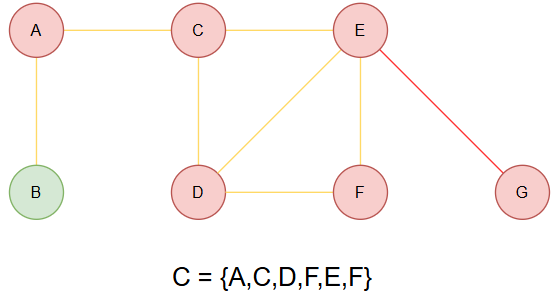 A C E
B D F G
C = {A,C,D,F,E,F}